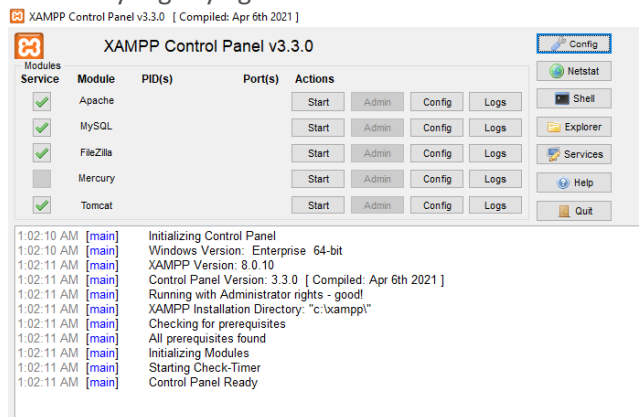 XAMPP Control Panel v3.3.0 [ Compiled: Apr 6th 2021 ]
XAMPP Control Panel v3.3.0
Config
Modules
Service Module PID(s) Port(s) Actions
Netstat
Apache Start Admin Config Logs
Shell
MySQL Start Admin Config Logs
Explorer
FileZilla Start Admin Config Logs
Services
Mercury Start Admin Config Logs
Help
Tomcat Start Admin Config Logs
Quit
1:02:10 AM [main] Initializing Control Panel
1:02:10 AM [main] Windows Version: Enterprise 64-bit
1:02:11 AM [main] XAMPP Version: 8.0.10
1:02:11 AM [main] Control Panel Version: 3.3.0 [ Compiled: Apr 6th 2021 ]
1:02:11 AM [main] Running with Administrator rights - good!
1:02:11 AM [main] XAMPP Installation Directory: "c:\xampp\"
1:02:11 AM [main] Checking for prerequisites
1:02:11 AM [main] All prerequisites found
1:02:11 AM [main] Initializing Modules
1:02:11 AM [main] Starting Check-Timer
1:02:11 AM [main] Control Panel Ready